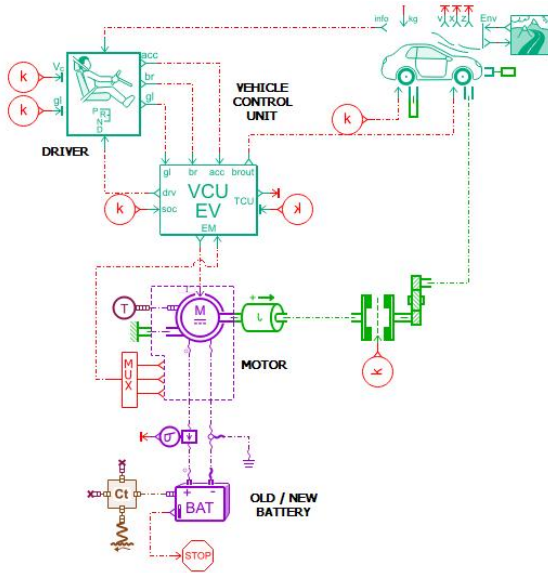 info
kg
v
x
z
Env
acc
br
gl
V
gl
k
k
P
R
N
D
DRIVER
VEHICLE
CONTROL
UNIT
k
gl
br
acc
brout
drv
soc
VCU
EV
TCU
EM
k
k
T
M
MOTOR
MUX
k
Ct
+
-
BAT
OLD / NEW
BATTERY
STOP